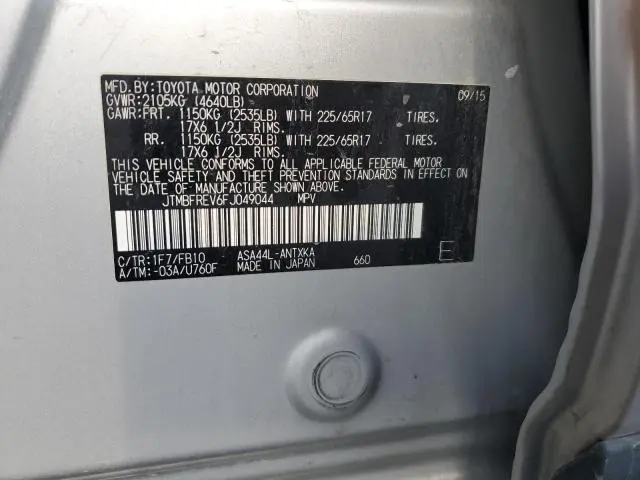 MFD.BY:TOYOTA MOTOR CORPORATION 09/15
GVWR:2105KG (4640LB)
GAWR:FRT. 1150KG (2535LB) WITH 225/65R17 TIRES.
17X6 1/2J RIMS.
RR. 1150KG (2535LB) WITH 225/65R17 TIRES.
17X6 1/2J RIMS.
THIS VEHICLE CONFORMS TO ALL APPLICABLE FEDERAL MOTOR
VEHICLE SAFETY AND THEFT PREVENTION STANDARDS IN EFFECT
ON THE DATE OF MANUFACTURE SHOWN ABOVE.
JTMBFREV6FJ049044 MPV
C/TR:1F7/FB10 ASA44L-ANTXKA
A/TM:-03A/U760F MADE IN JAPAN 660 E